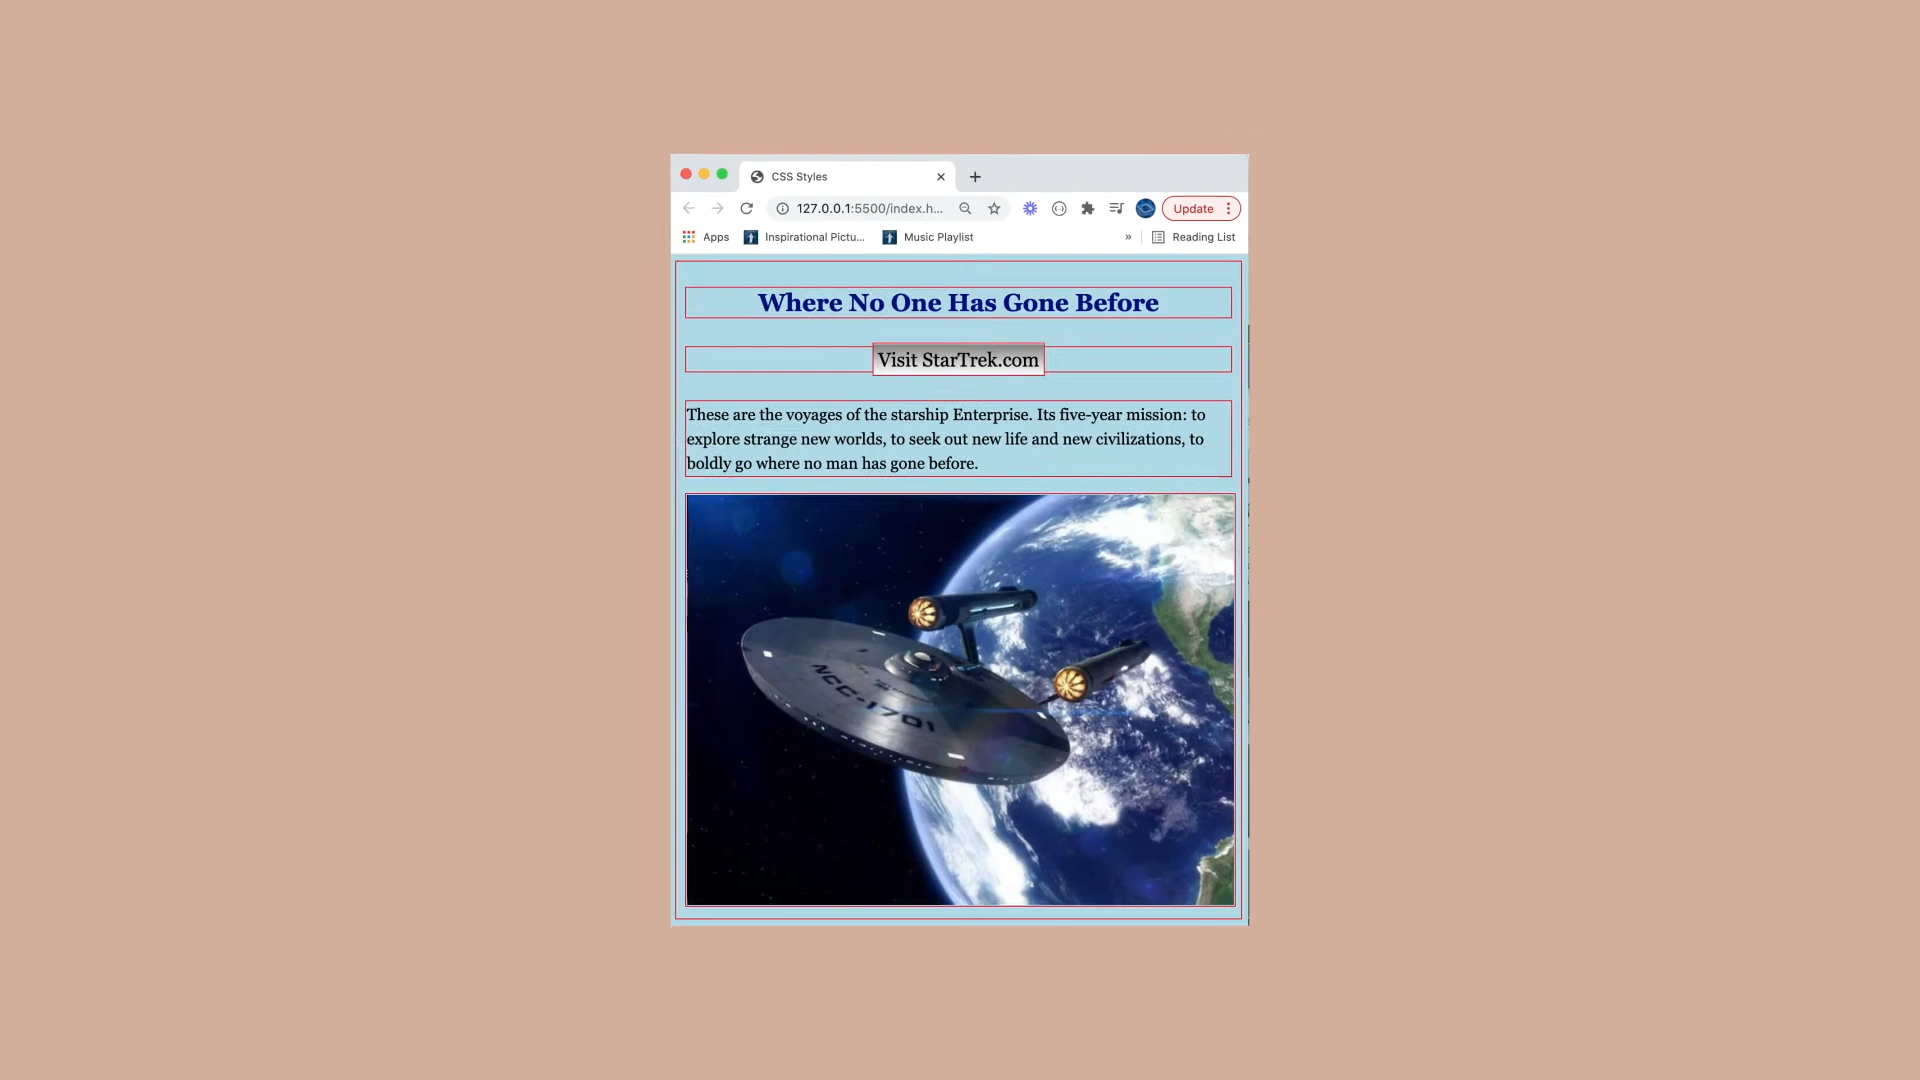 CSS Styles
127.0.0.1:5500/index.h...
Update
Apps
Inspirational Pictu...
Music Playlist
»
Reading List
Where No One Has Gone Before
Visit StarTrek.com
These are the voyages of the starship Enterprise. Its five-year mission: to
explore strange new worlds, to seek out new life and new civilizations, to
boldly go where no man has gone before.
NCC-1701